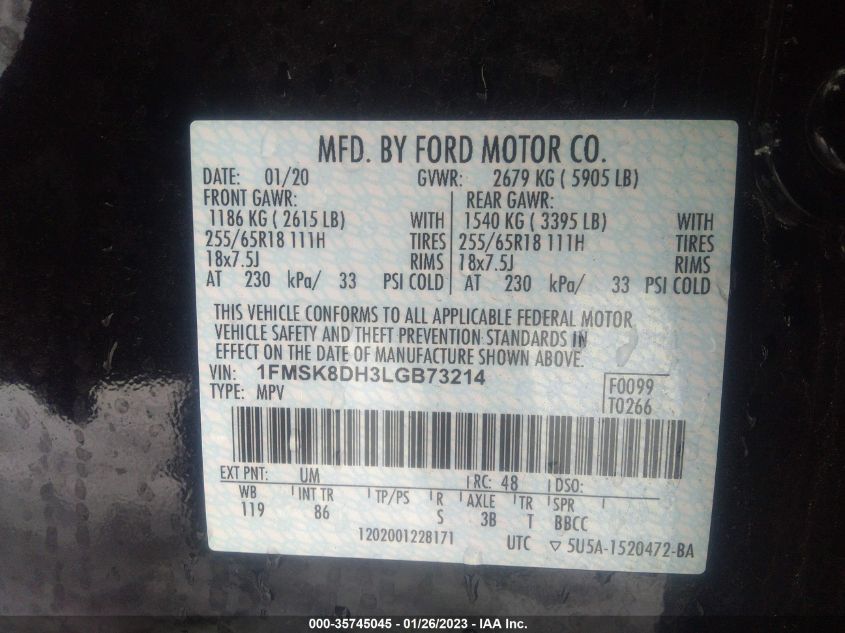 MFD. BY FORD MOTOR CO.
DATE: 01/20 GVWR: 2679 KG ( 5905 LB)
FRONT GAWR: REAR GAWR:
1186 KG ( 2615 LB) WITH 1540 KG ( 3395 LB) WITH
255/65R18 111H TIRES 255/65R18 111H TIRES
18x7.5J RIMS 18x7.5J RIMS
AT 230 kPa/ 33 PSI COLD AT 230 kPa/ 33 PSI COLD
THIS VEHICLE CONFORMS TO ALL APPLICABLE FEDERAL MOTOR
VEHICLE SAFETY AND THEFT PREVENTION STANDARDS IN
EFFECT ON THE DATE OF MANUFACTURE SHOWN ABOVE.
VIN: 1FMSK8DH3LGB73214 F0099
TYPE: MPV T0266
EXT PNT: UM RC: 48 DSO:
WB INT TR TP/PS R AXLE TR SPR
119 86 S 3B T BBCC
1202001228171 UTC ▽ 5U5A-1520472-BA
000-35745045 - 01/26/2023 - IAA Inc.